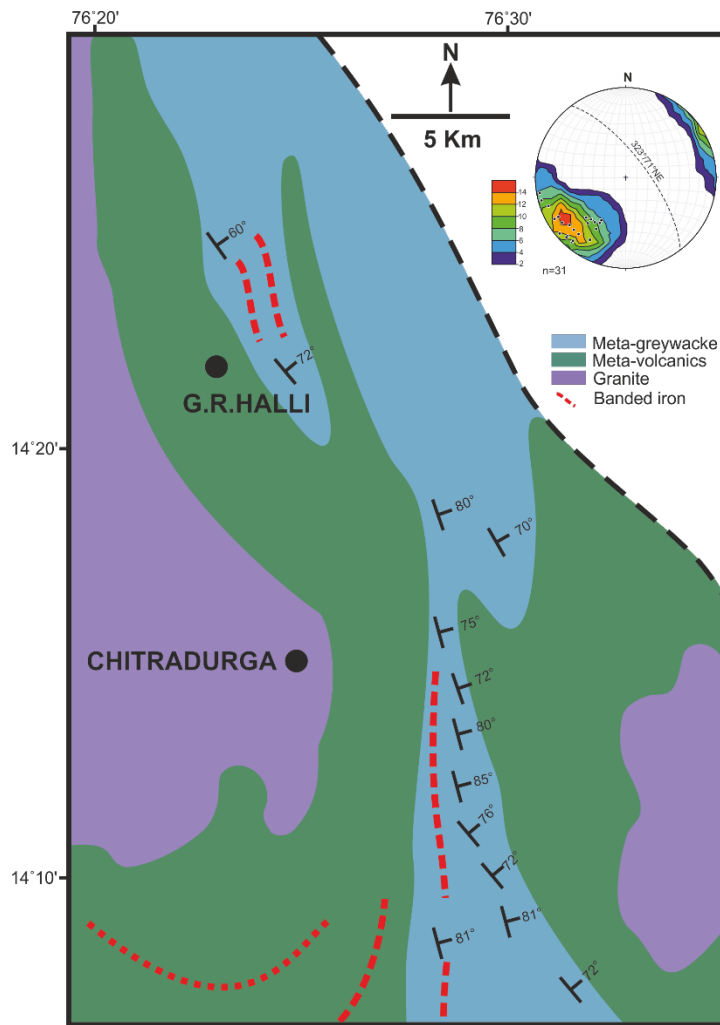 76°20'
76°30'
N
5 Km
N
323°/71°NE
14
12
10
8
6
4
2
n=31
60°
72°
G.R.HALLI
Meta-greywacke
Meta-volcanics
Granite
Banded iron
14°20'
80°
70°
75°
CHITRADURGA
72°
80°
85°
76°
72°
14°10'
81°
81°
72°